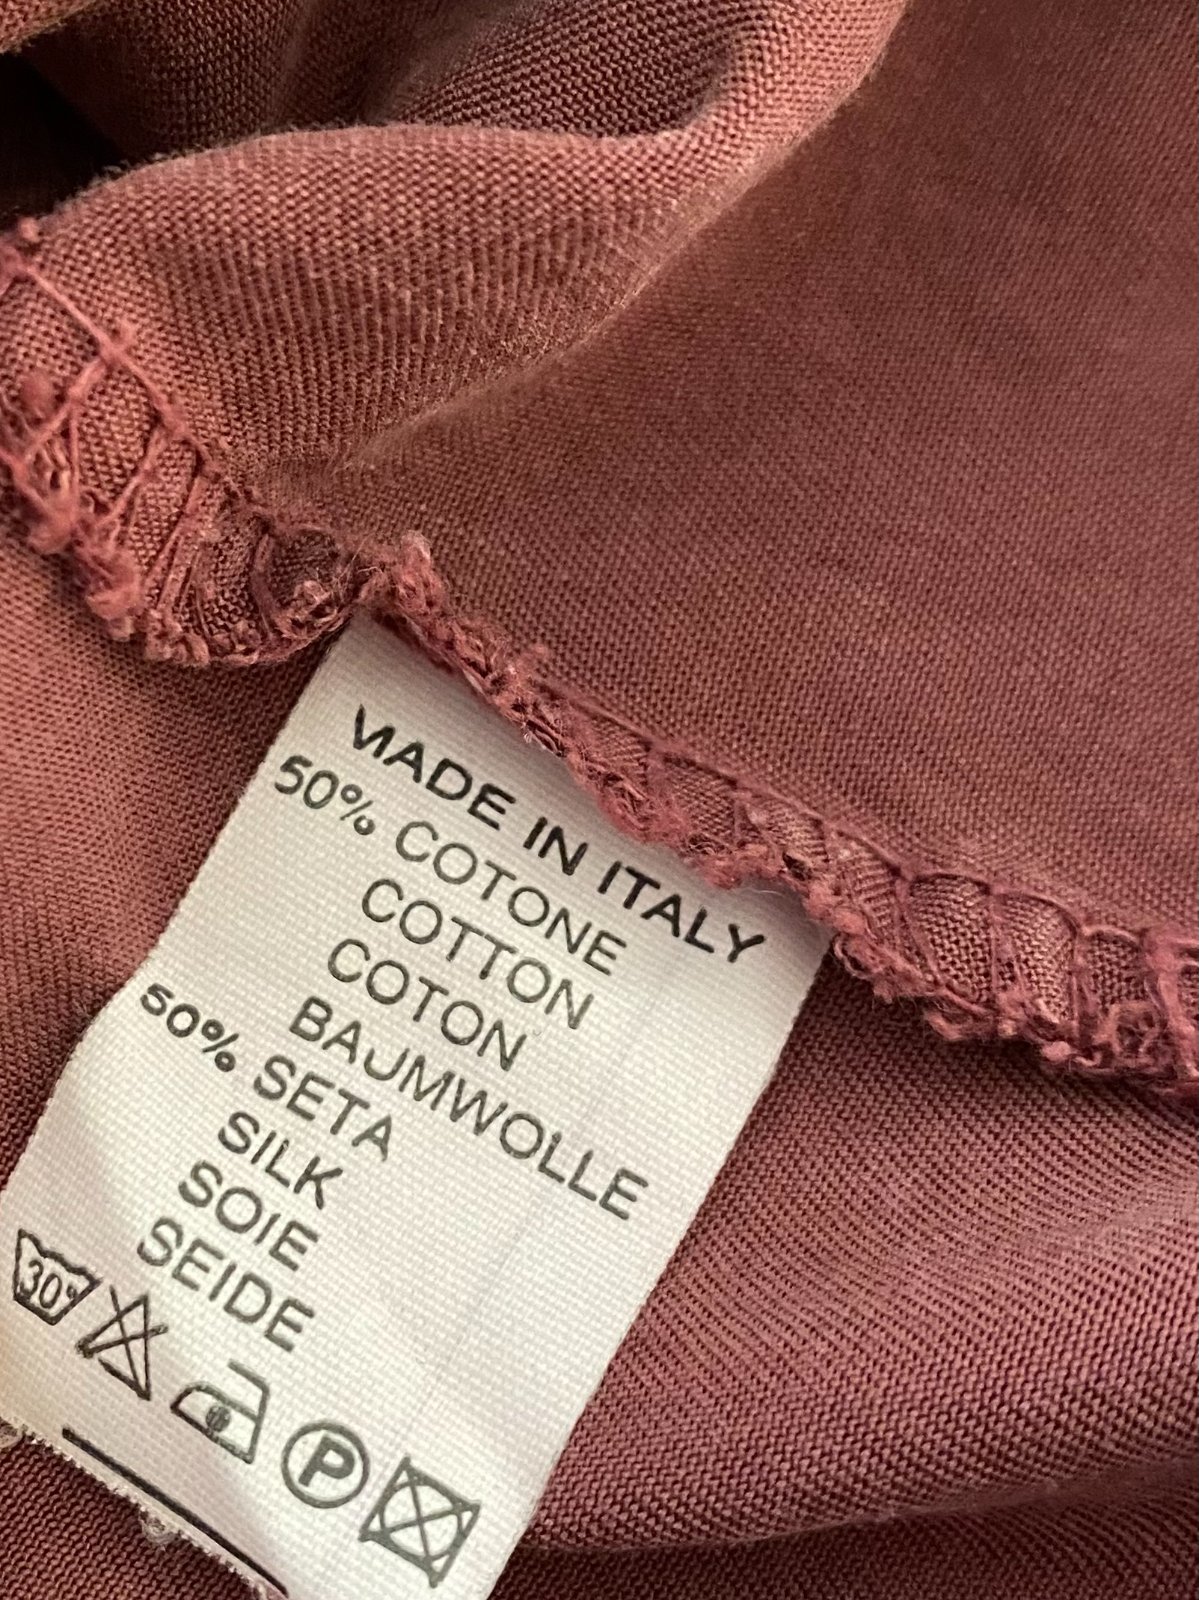 MADE IN ITALY
50% COTONE
COTTON
COTON
BAUMWOLLE
50% SETA
SILK
SOIE
SEIDE
30°
P